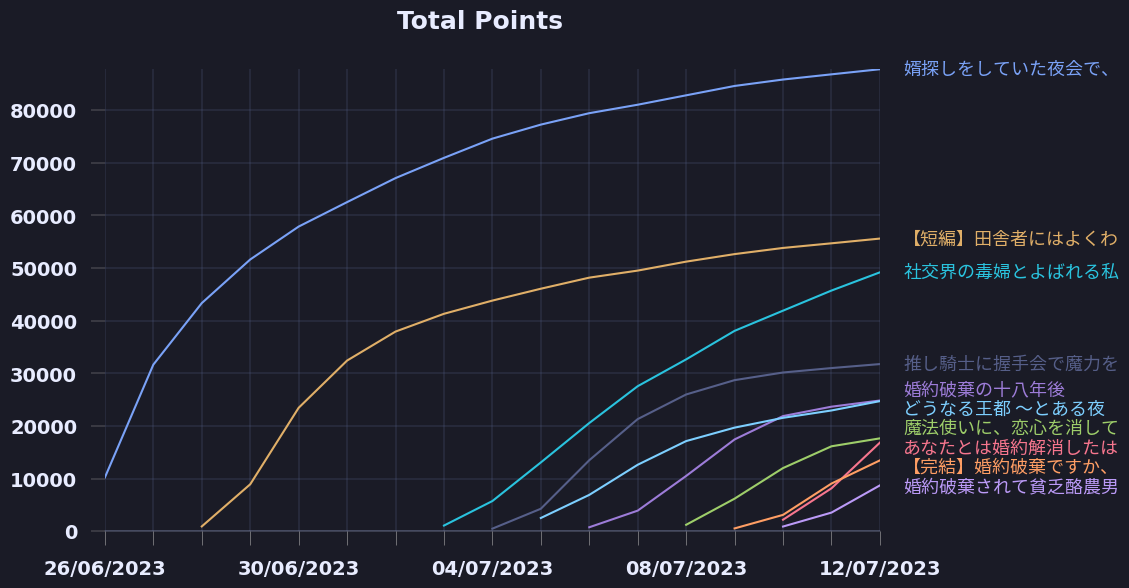 Total Points
80000
70000
60000
50000
40000
30000
20000
10000
0
26/06/2023
30/06/2023
04/07/2023
08/07/2023
12/07/2023
婿探しをしていた夜会で、
【短編】田舎者にはよくわ
社交界の毒婦とよばれる私
推し騎士に握手会で魔力を
婚約破棄の十八年後
どうなる王都 〜とある夜
魔法使いに、恋心を消して
あなたとは婚約解消したは
【完結】婚約破棄ですか、
婚約破棄されて貧乏酪農男